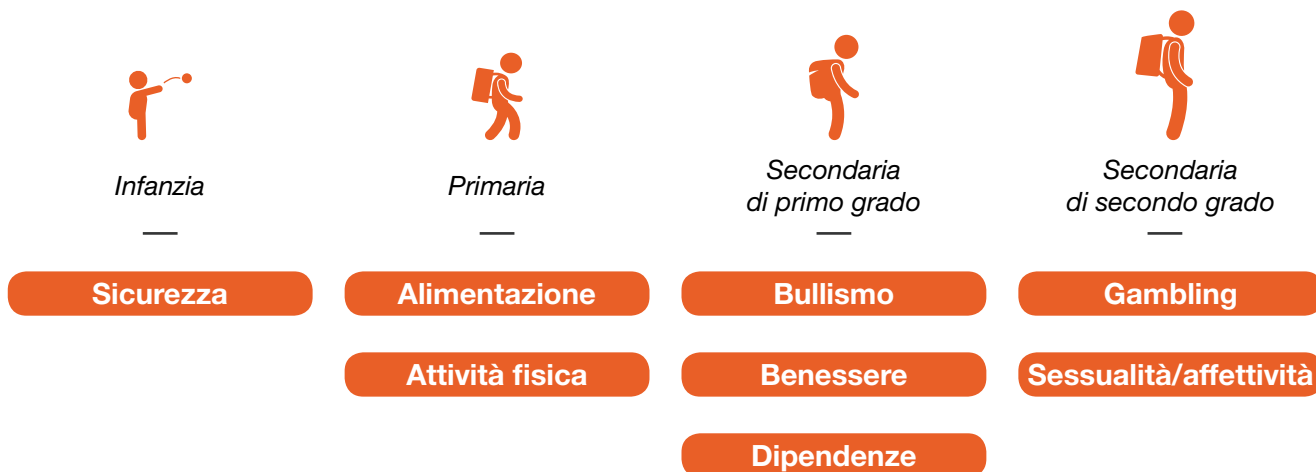 Infanzia
Primaria
Secondaria
di primo grado
Secondaria
di secondo grado
Sicurezza
Alimentazione
Bullismo
Gambling
Attività fisica
Benessere
Sessualità/affettività
Dipendenze